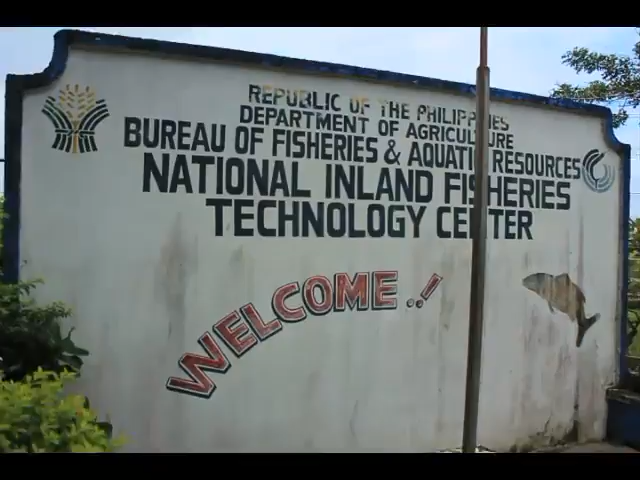 REPUBLIC OF THE PHILIPPINES
DEPARTMENT OF AGRICULTURE
BUREAU OF FISHERIES & AQUATIC RESOURCES
NATIONAL INLAND FISHERIES
TECHNOLOGY CENTER
WELCOME..!